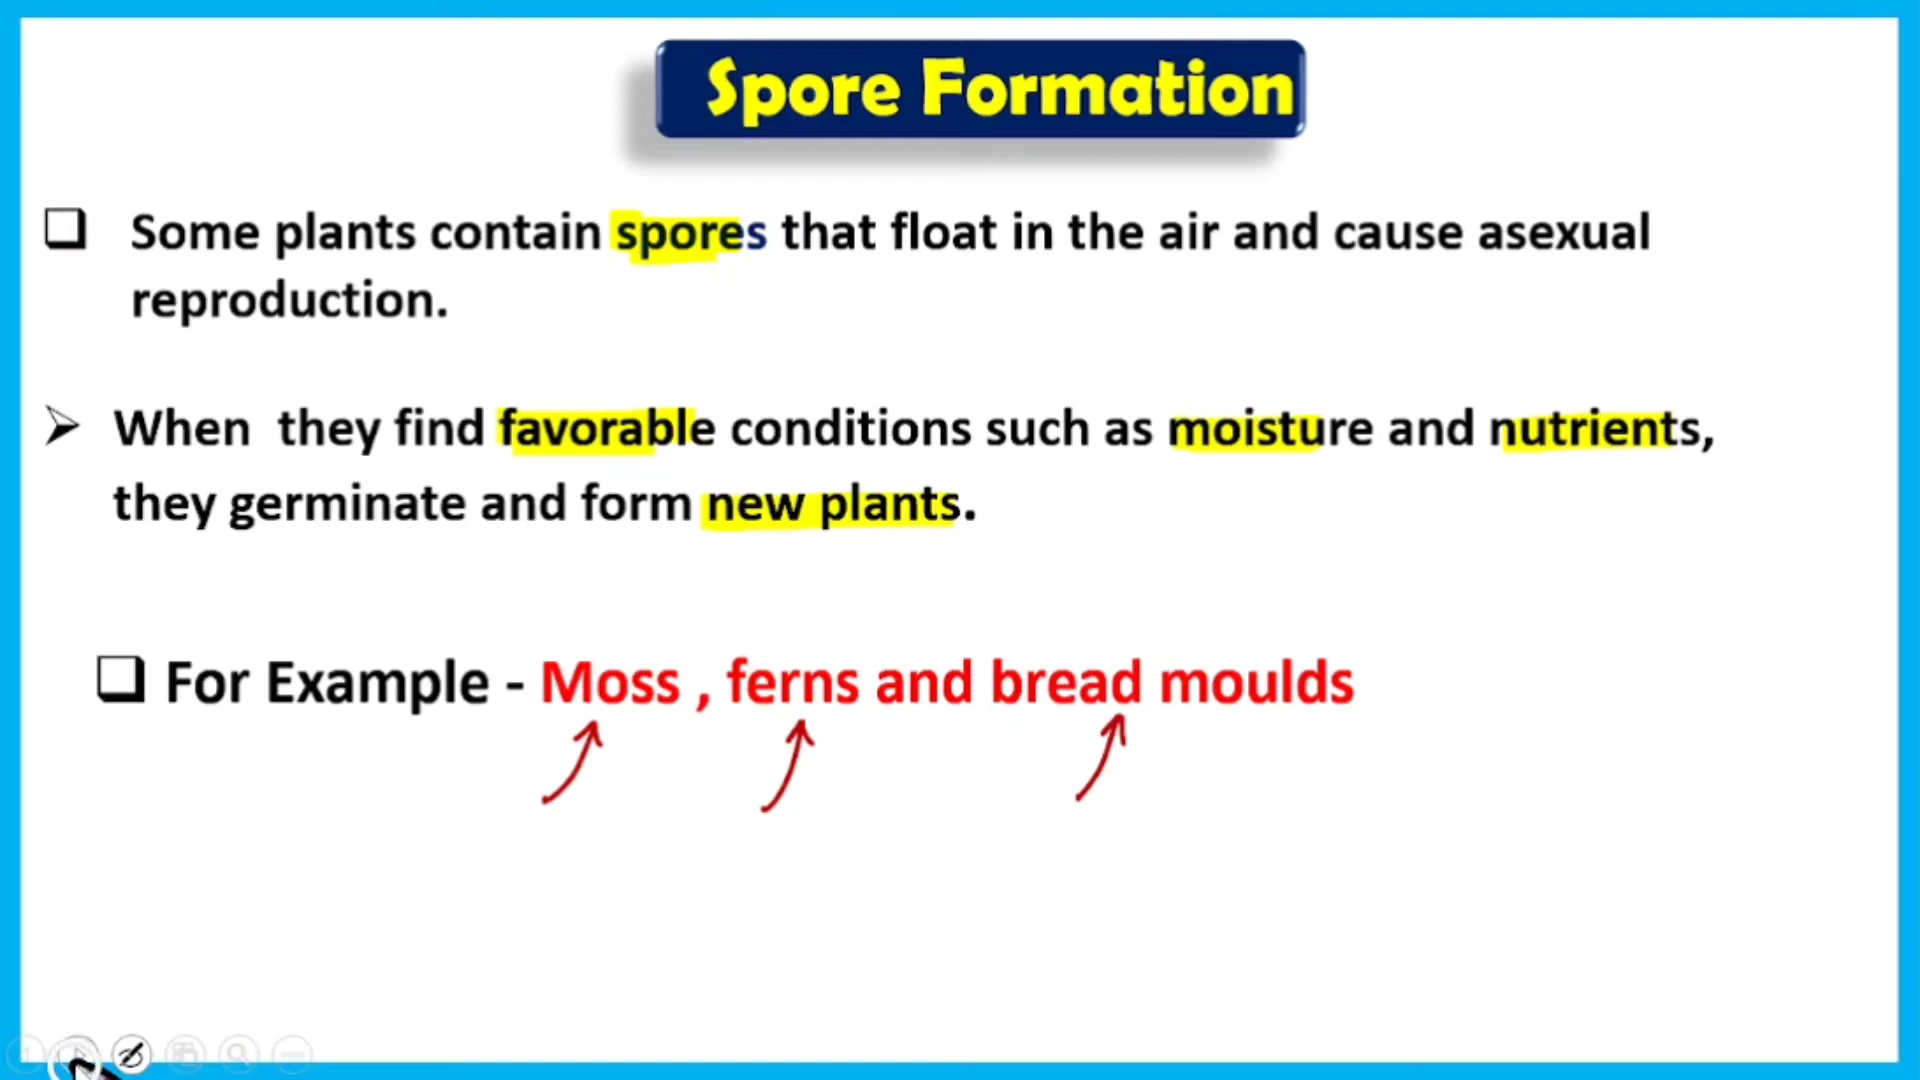 Spore Formation
Some plants contain spores that float in the air and cause asexual
reproduction.
When they find favorable conditions such as moisture and nutrients,
they germinate and form new plants.
For Example - Moss , ferns and bread moulds